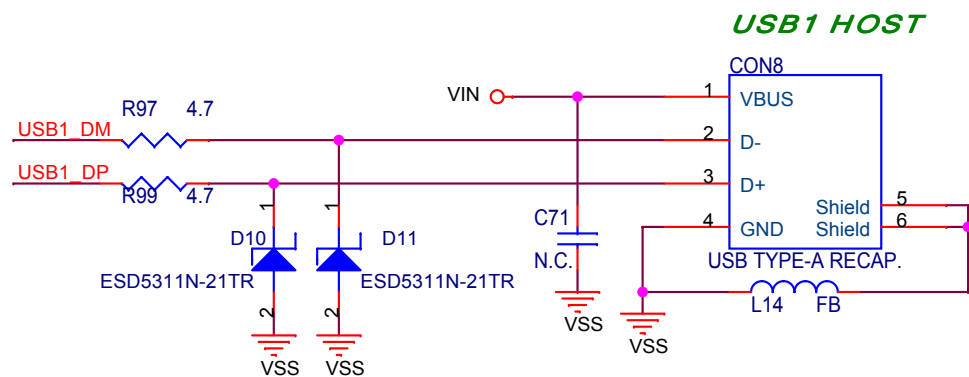 USB1 HOST
CON8
VIN
1
VBUS
R97 4.7
USB1_DM
2
D-
USB1_DP
3
D+
R99 4.7
1
1
5
Shield
C71
4
GND
6
Shield
D10
D11
N.C.
USB TYPE-A RECAP.
ESD5311N-21TR
ESD5311N-21TR
L14 FB
2
2
VSS
VSS
VSS
VSS